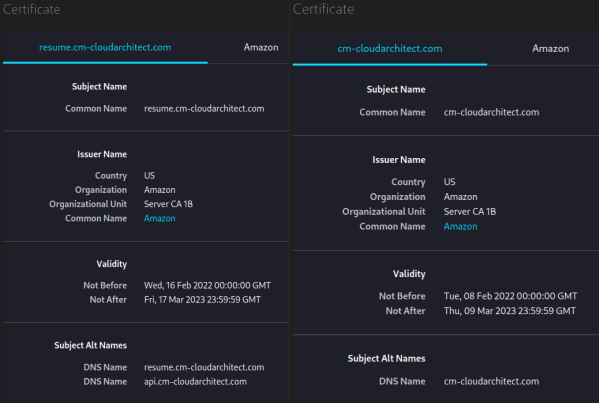 Certificate
resume.cm-cloudarchitect.com Amazon
Subject Name
Common Name resume.cm-cloudarchitect.com
Issuer Name
Country US
Organization Amazon
Organizational Unit Server CA 1B
Common Name Amazon
Validity
Not Before Wed, 16 Feb 2022 00:00:00 GMT
Not After Fri, 17 Mar 2023 23:59:59 GMT
Subject Alt Names
DNS Name resume.cm-cloudarchitect.com
DNS Name api.cm-cloudarchitect.com
Certificate
cm-cloudarchitect.com Amazon
Subject Name
Common Name cm-cloudarchitect.com
Issuer Name
Country US
Organization Amazon
Organizational Unit Server CA 1B
Common Name Amazon
Validity
Not Before Tue, 08 Feb 2022 00:00:00 GMT
Not After Thu, 09 Mar 2023 23:59:59 GMT
Subject Alt Names
DNS Name cm-cloudarchitect.com